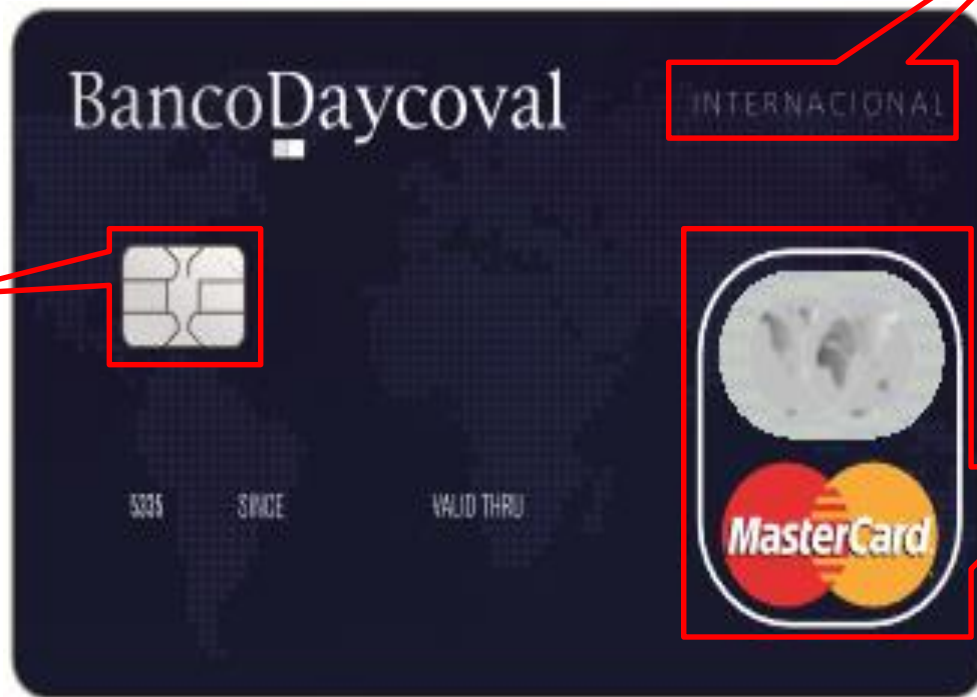 BancoDaycoval
INTERNACIONAL
5335 SINCE VALID THRU
MasterCard